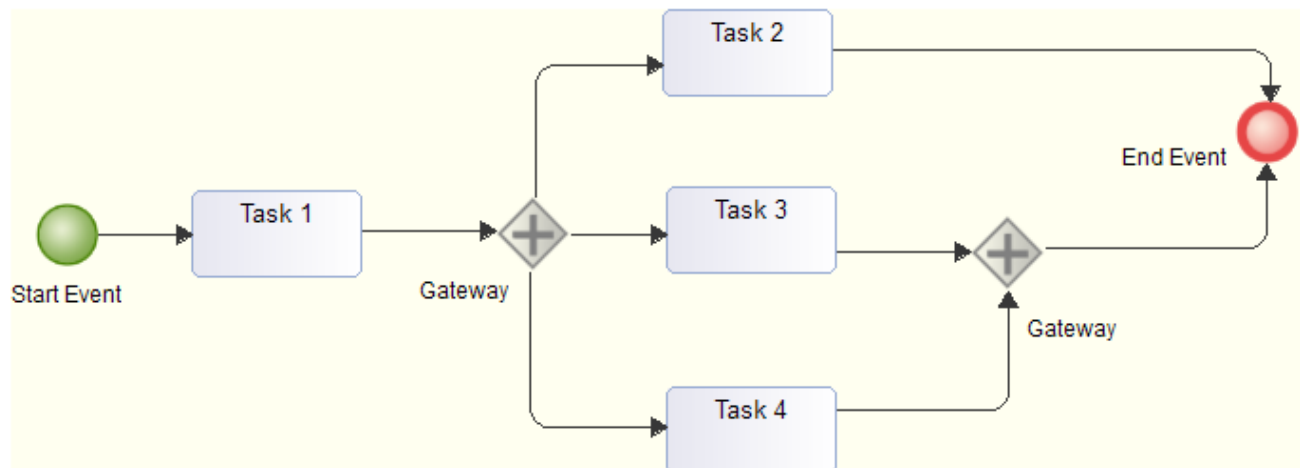 Task 2
End Event
Task 1
Task 3
Start Event
Gateway
Gateway
Task 4